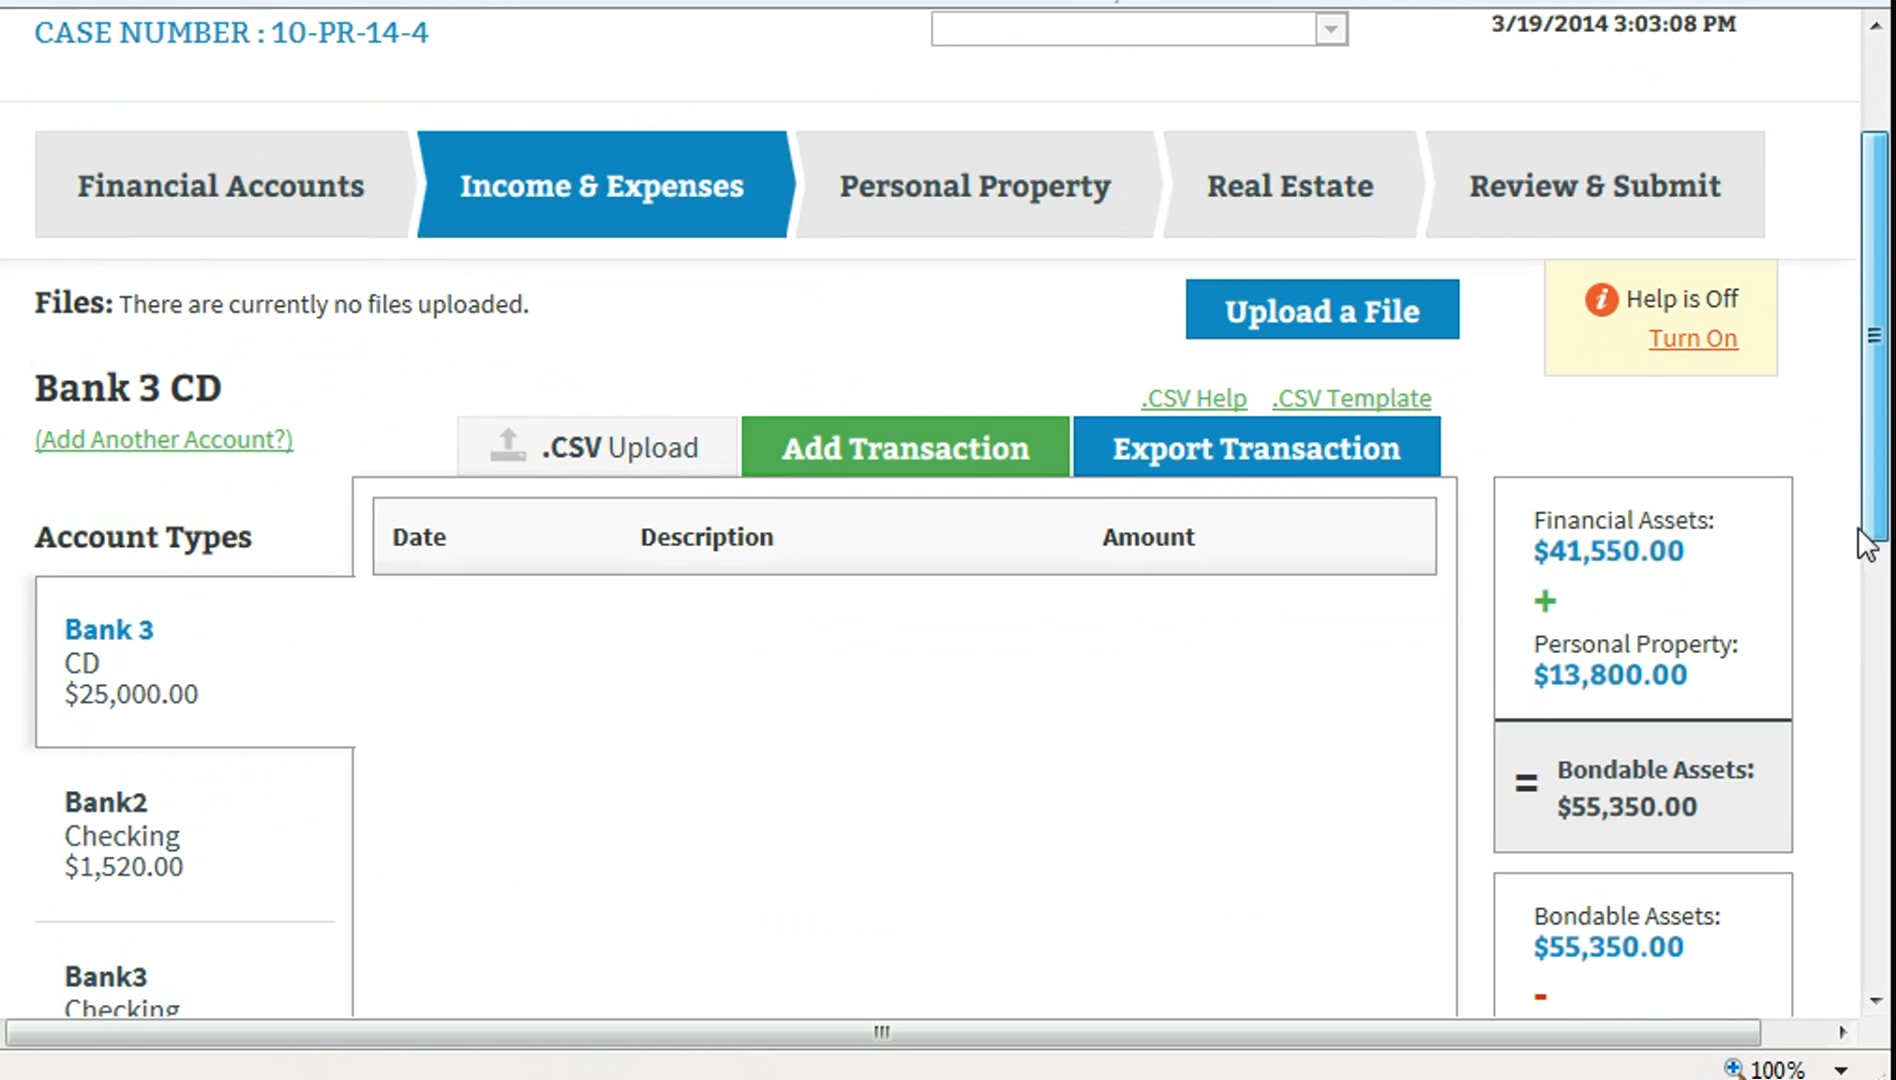 CASE NUMBER : 10-PR-14-4
3/19/2014 3:03:08 PM
Financial Accounts
Income & Expenses
Personal Property
Real Estate
Review & Submit
Files: There are currently no files uploaded.
Upload a File
Help is Off
Turn On
Bank 3 CD
(Add Another Account?)
.CSV Help
.CSV Template
.CSV Upload
Add Transaction
Export Transaction
Account Types
Date
Description
Amount
Bank 3
CD
$25,000.00
Bank2
Checking
$1,520.00
Bank3
Checking
Financial Assets:
$41,550.00
+
Personal Property:
$13,800.00
= Bondable Assets:
$55,350.00
Bondable Assets:
$55,350.00
-
100%